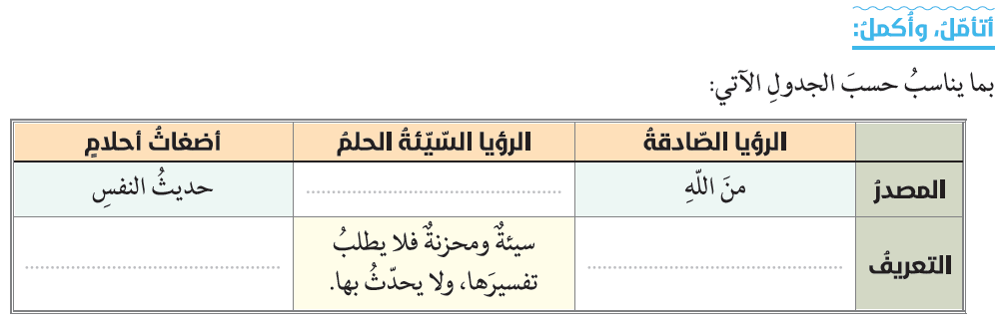 أتأمّلُ، وأُكملُ:
بما يناسبُ حسبَ الجدولِ الآتي:
الرؤيا الصّادقةُ	الرؤيا السّيّئةُ الحلمُ	أضغاثُ أحلامٍ
المصدرُ	منَ اللّهِ	........................	حديثُ النفسِ
التعريفُ	........................	سيئةٌ ومحزنةٌ فلا يطلبُ	........................
تفسيرَها، ولا يحدّثُ بها.